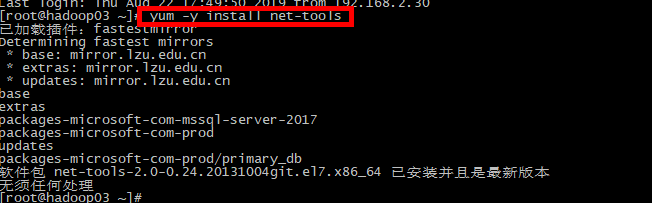 Last login: Thu Aug 22 17:49:50 2019 from 192.168.2.30
[root@hadoop03 ~]# yum -y install net-tools
已加载插件：fastestmirror
Determining fastest mirrors
 * base: mirror.lzu.edu.cn
 * extras: mirror.lzu.edu.cn
 * updates: mirror.lzu.edu.cn
base
extras
packages-microsoft-com-mssql-server-2017
packages-microsoft-com-prod
updates
packages-microsoft-com-prod/primary_db
软件包 net-tools-2.0-0.24.20131004git.el7.x86_64 已安装并且是最新版本
无须任何处理
[root@hadoop03 ~]#